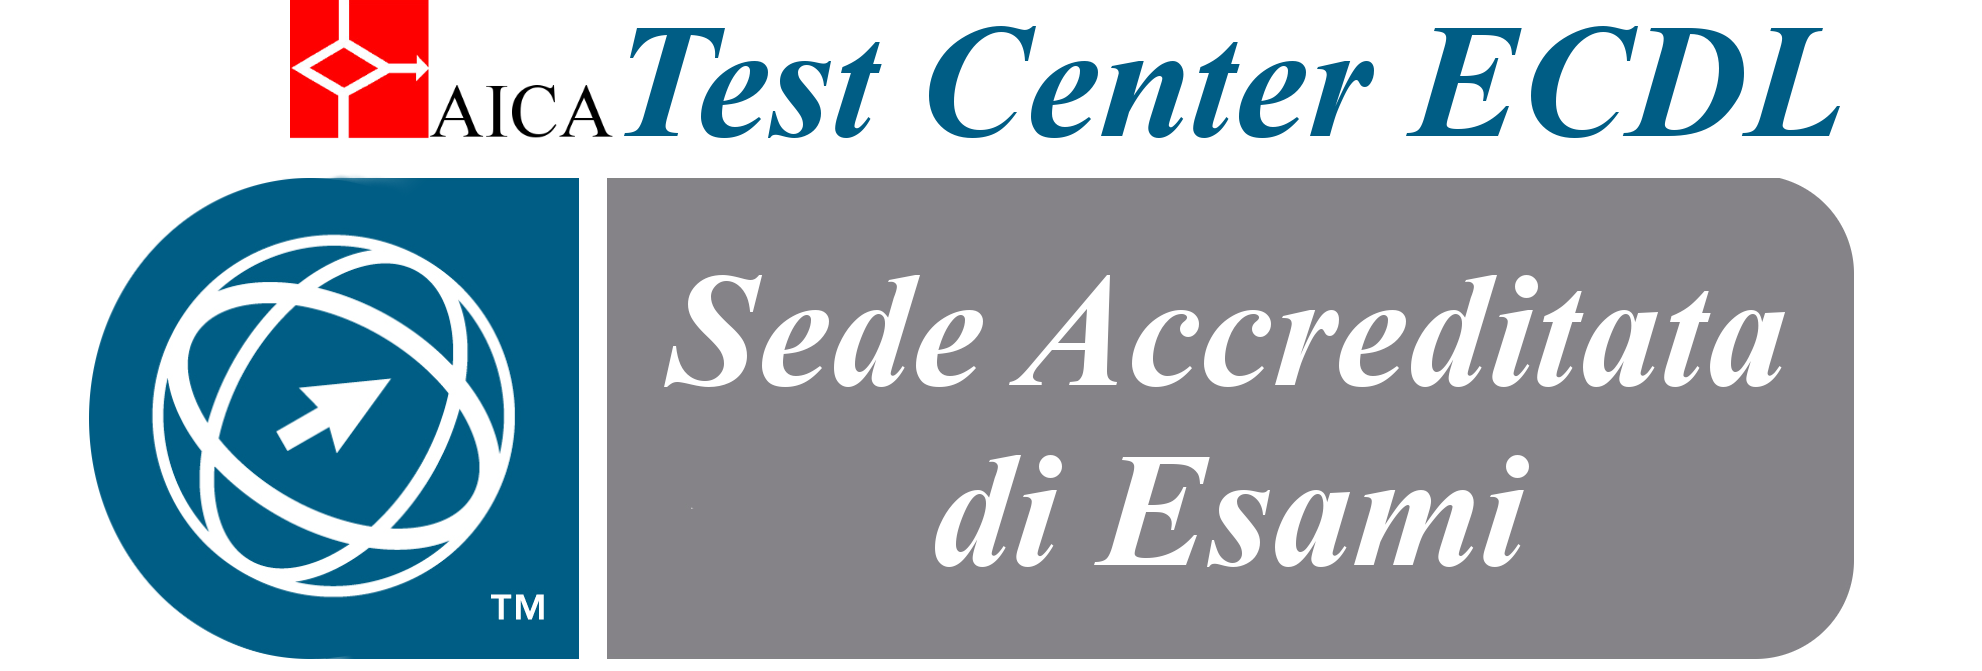 AICA Test Center ECDL
Sede Accreditata
di Esami
TM